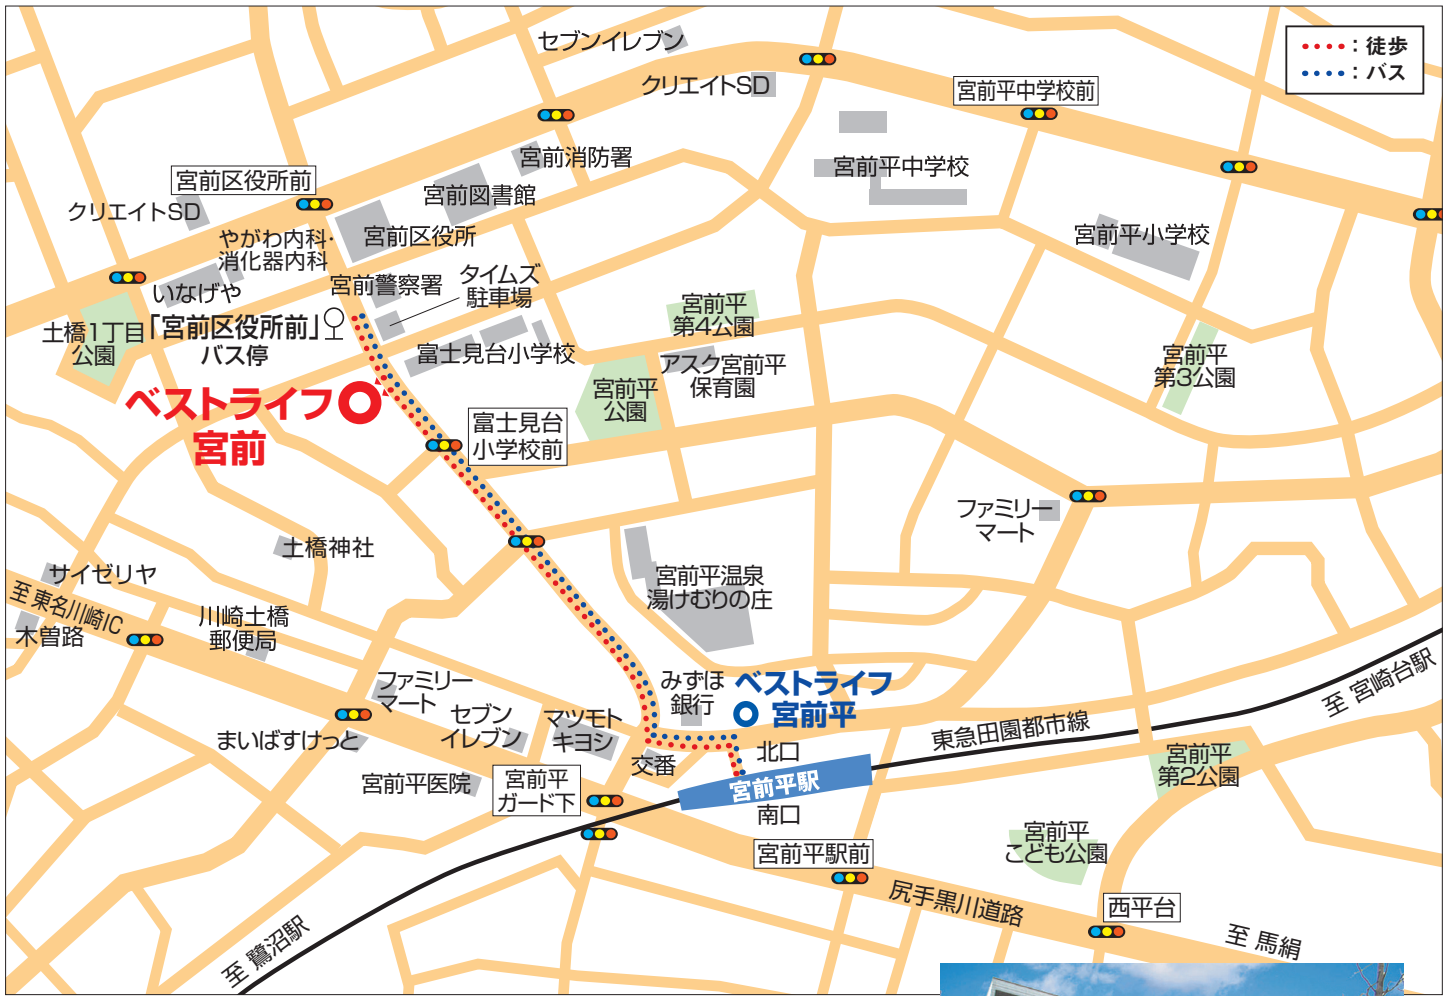 セブンイレブン
：徒歩
：バス
クリエイトSD
宮前平中学校前
宮前消防署
宮前平中学校
宮前区役所前
宮前図書館
クリエイトSD
宮前区役所
宮前平小学校
やがわ内科・
消化器内科
宮前警察署
タイムズ
駐車場
いなげや
宮前平
第4公園
土橋1丁目
公園
「宮前区役所前」
バス停
富士見台小学校
アスク宮前平
保育園
宮前平
第3公園
宮前平
公園
ベストライフ
宮前
富士見台
小学校前
ファミリー
マート
土橋神社
サイゼリヤ
宮前平温泉
湯けむりの庄
至 東名川崎IC
木曽路
川崎土橋
郵便局
ファミリー
マート
みずほ
銀行
ベストライフ
宮前平
至 宮崎台駅
セブン
イレブン
マツモト
キヨシ
東急田園都市線
まいばすけっと
交番
北口
宮前平
第2公園
宮前平医院
宮前平
ガード下
宮前平駅
南口
宮前平
こども公園
宮前平駅前
尻手黒川道路
西平台
至 鷺沼駅
至 馬絹